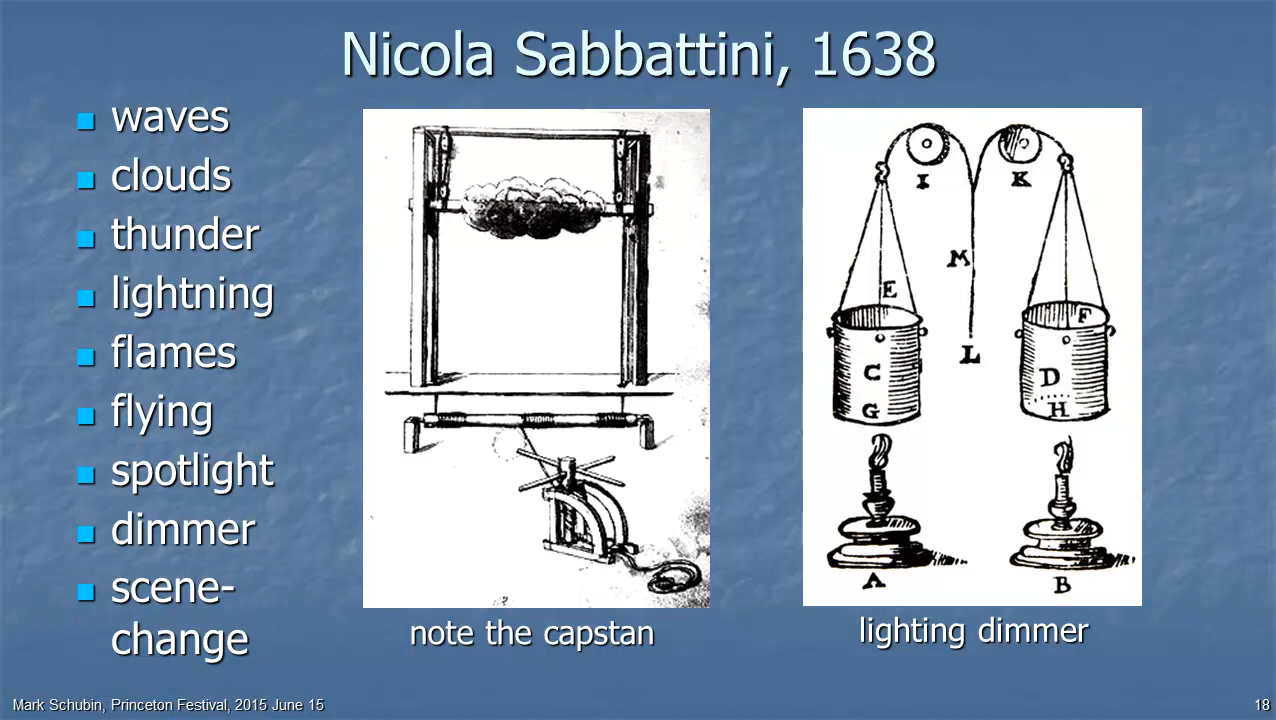 Nicola Sabbattini, 1638
waves
clouds
thunder
lightning
flames
flying
spotlight
dimmer
scene-
change
note the capstan
I K
M
E F
L
C D
G H
A B
lighting dimmer
Mark Schubin, Princeton Festival, 2015 June 15
18